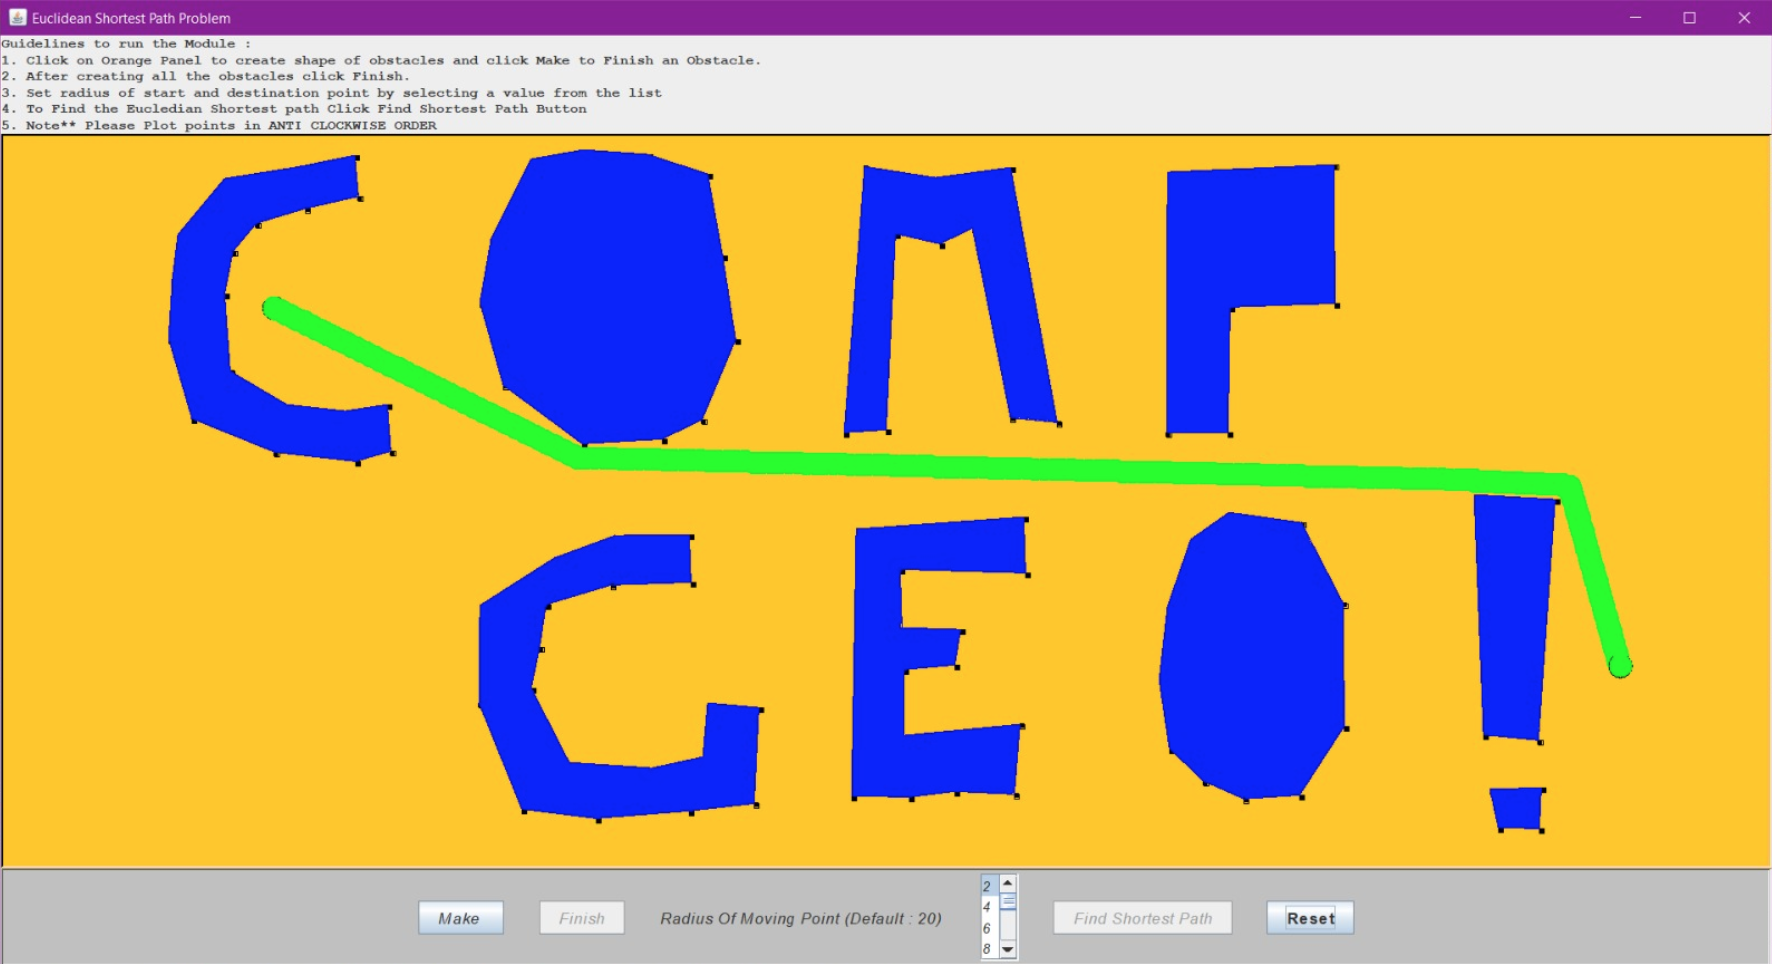 Euclidean Shortest Path Problem
Guidelines to run the Module :
1. Click on Orange Panel to create shape of obstacles and click Make to Finish an Obstacle.
2. After creating all the obstacles click Finish.
3. Set radius of start and destination point by selecting a value from the list
4. To Find the Eucledian Shortest path Click Find Shortest Path Button
5. Note** Please Plot points in ANTI CLOCKWISE ORDER
COMP
GEO!
Make Finish Radius Of Moving Point (Default : 20) 2 4 6 8 Find Shortest Path Reset